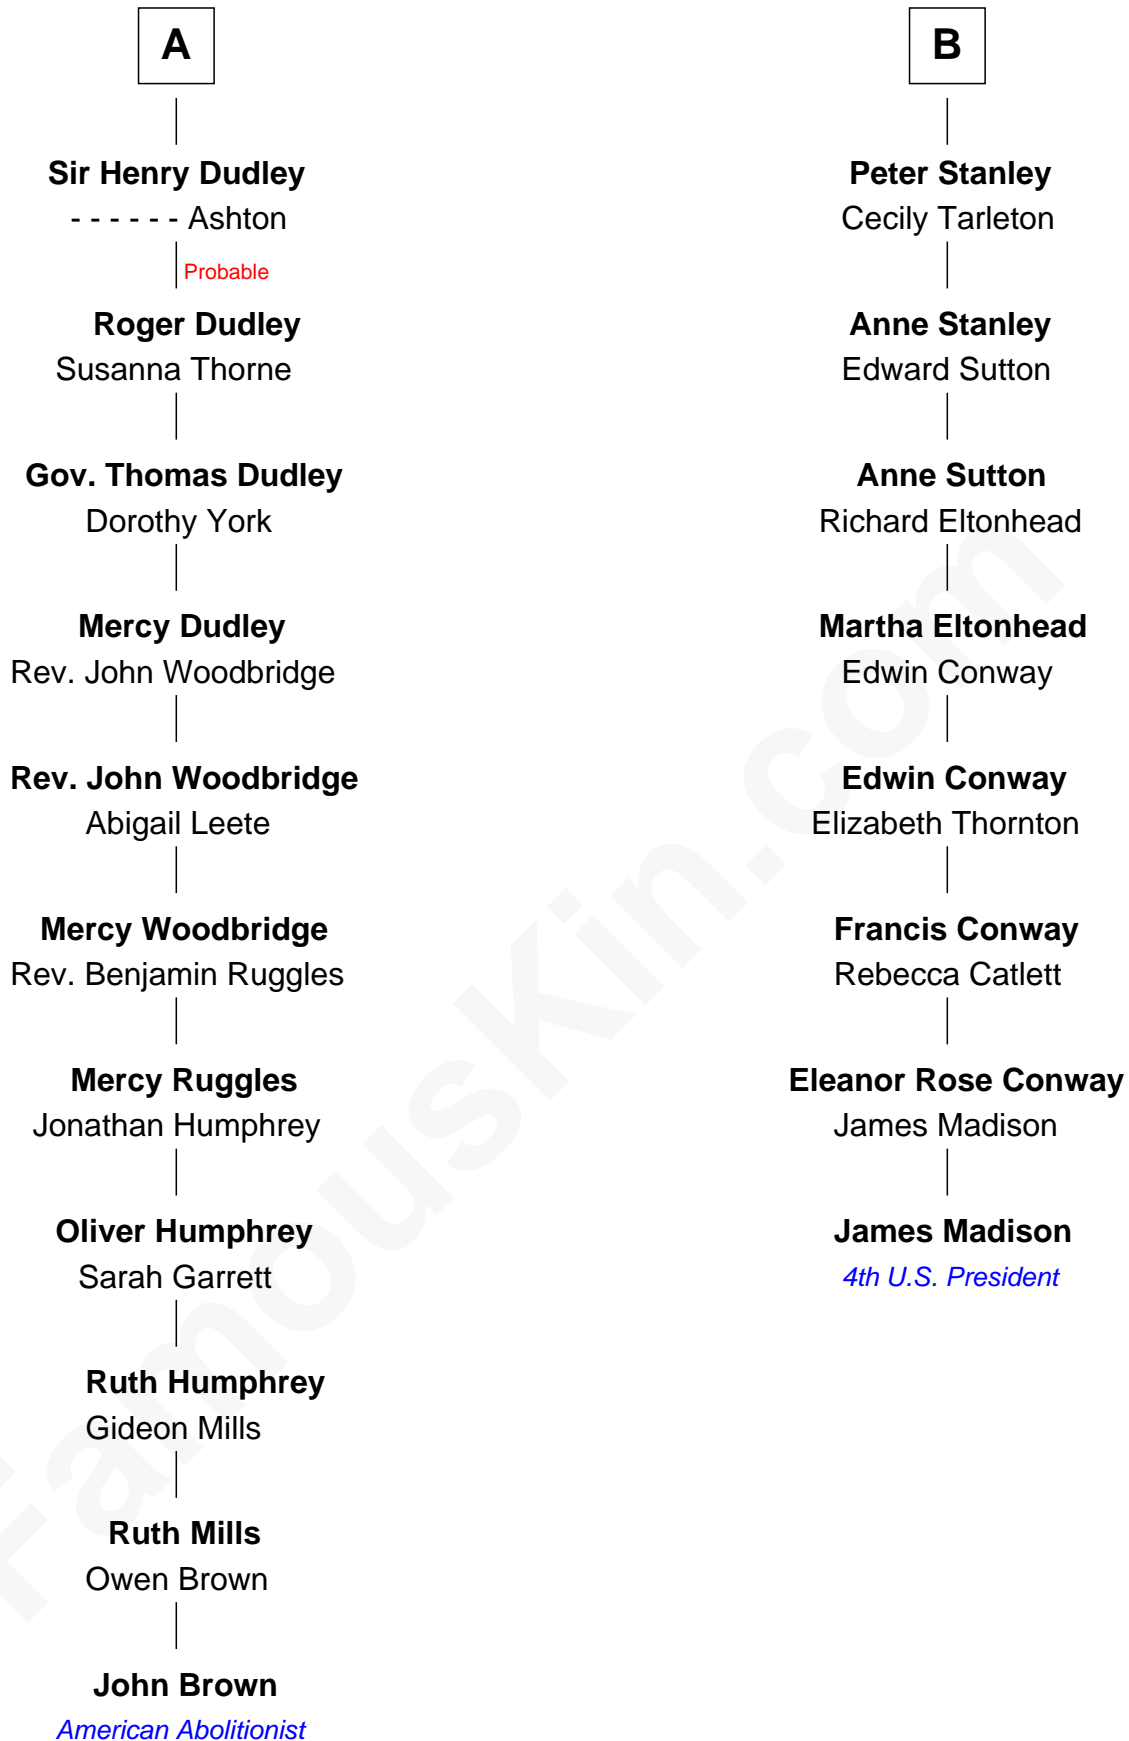 A
Sir Henry Dudley
- - - - - - Ashton
Probable
Roger Dudley
Susanna Thorne
Gov. Thomas Dudley
Dorothy York
Mercy Dudley
Rev. John Woodbridge
Rev. John Woodbridge
Abigail Leete
Mercy Woodbridge
Rev. Benjamin Ruggles
Mercy Ruggles
Jonathan Humphrey
Oliver Humphrey
Sarah Garrett
Ruth Humphrey
Gideon Mills
Ruth Mills
Owen Brown
John Brown
American Abolitionist
B
Peter Stanley
Cecily Tarleton
Anne Stanley
Edward Sutton
Anne Sutton
Richard Eltonhead
Martha Eltonhead
Edwin Conway
Edwin Conway
Elizabeth Thornton
Francis Conway
Rebecca Catlett
Eleanor Rose Conway
James Madison
James Madison
4th U.S. President
FamousKin.com